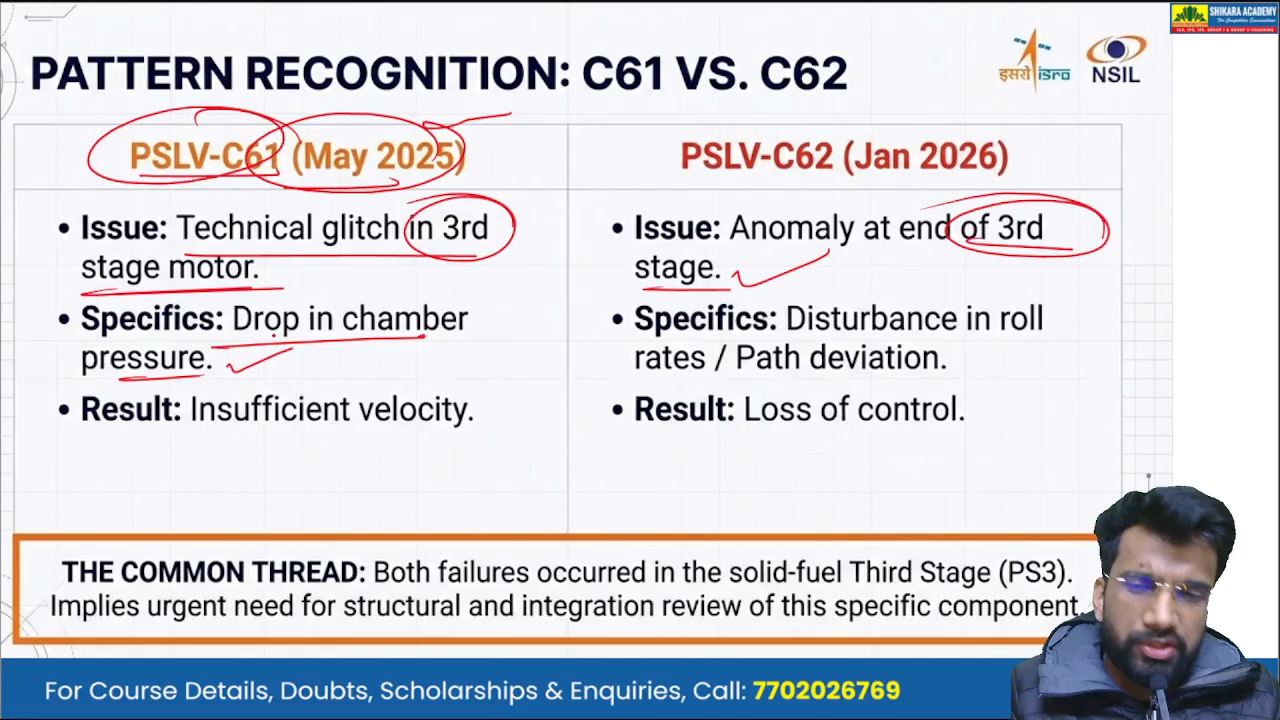 SHIKARA ACADEMY
PATTERN RECOGNITION: C61 VS. C62
इसरो isro
NSIL
PSLV-C61 (May 2025)
• Issue: Technical glitch in 3rd
stage motor.
• Specifics: Drop in chamber
pressure.
• Result: Insufficient velocity.
PSLV-C62 (Jan 2026)
• Issue: Anomaly at end of 3rd
stage.
• Specifics: Disturbance in roll
rates / Path deviation.
• Result: Loss of control.
THE COMMON THREAD: Both failures occurred in the solid-fuel Third Stage (PS3).
Implies urgent need for structural and integration review of this specific component.
For Course Details, Doubts, Scholarships & Enquiries, Call: 7702026769